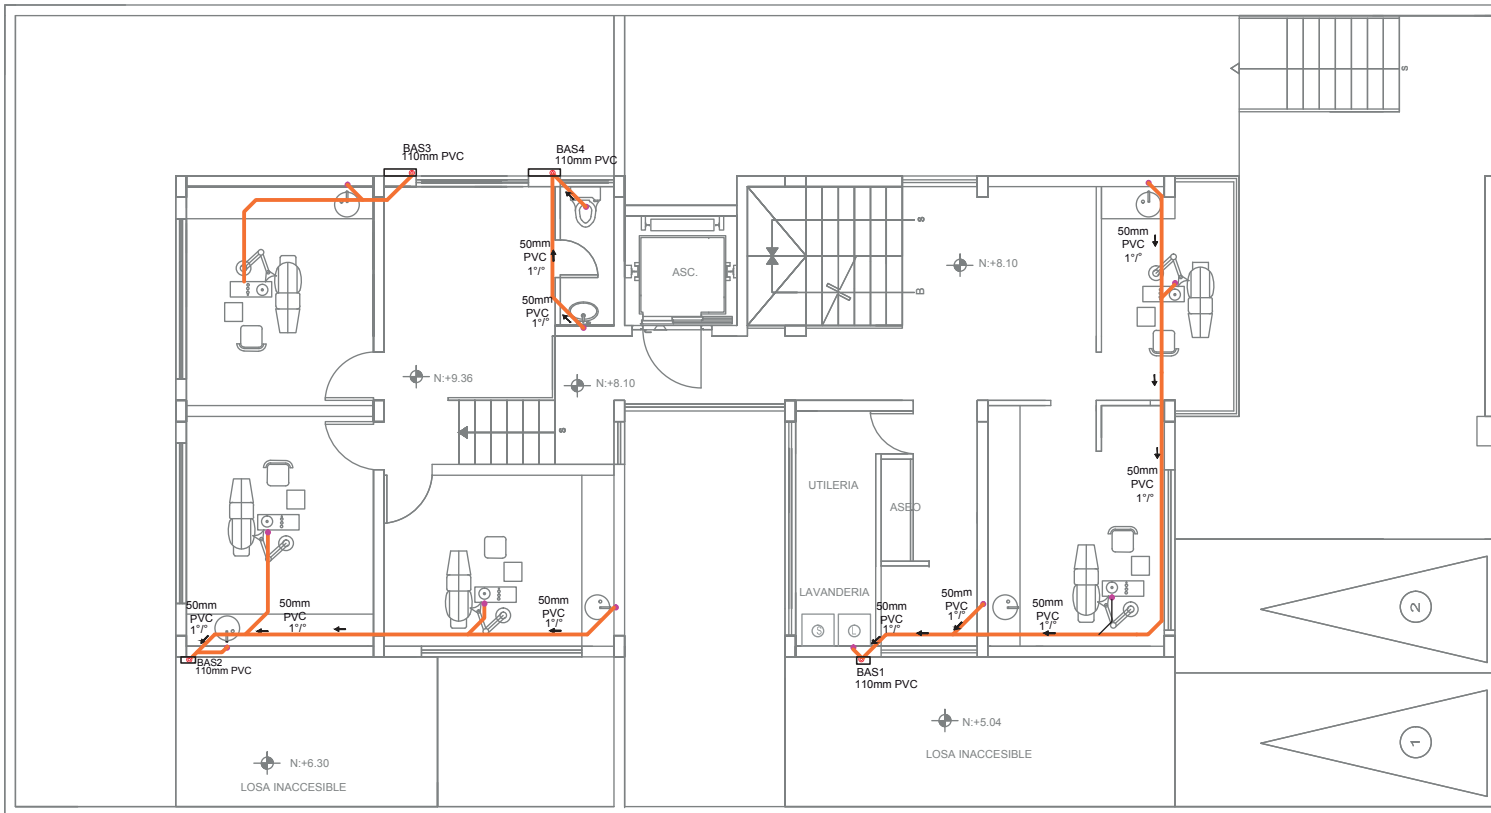 S
BAS3
110mm PVC
BAS4
110mm PVC
50mm
PVC
1°/°
50mm
PVC
1°/°
ASC.
S
B
N:+8.10
50mm
PVC
1°/°
N:+9.36
N:+8.10
S
UTILERIA
ASEO
50mm
PVC
1°/°
LAVANDERIA
S
L
50mm
PVC
1°/°
50mm
PVC
1°/°
50mm
PVC
1°/°
50mm
PVC
1°/°
50mm
PVC
1°/°
50mm
PVC
1°/°
BAS2
110mm PVC
BAS1
110mm PVC
N:+5.04
LOSA INACCESIBLE
N:+6.30
LOSA INACCESIBLE
2
1